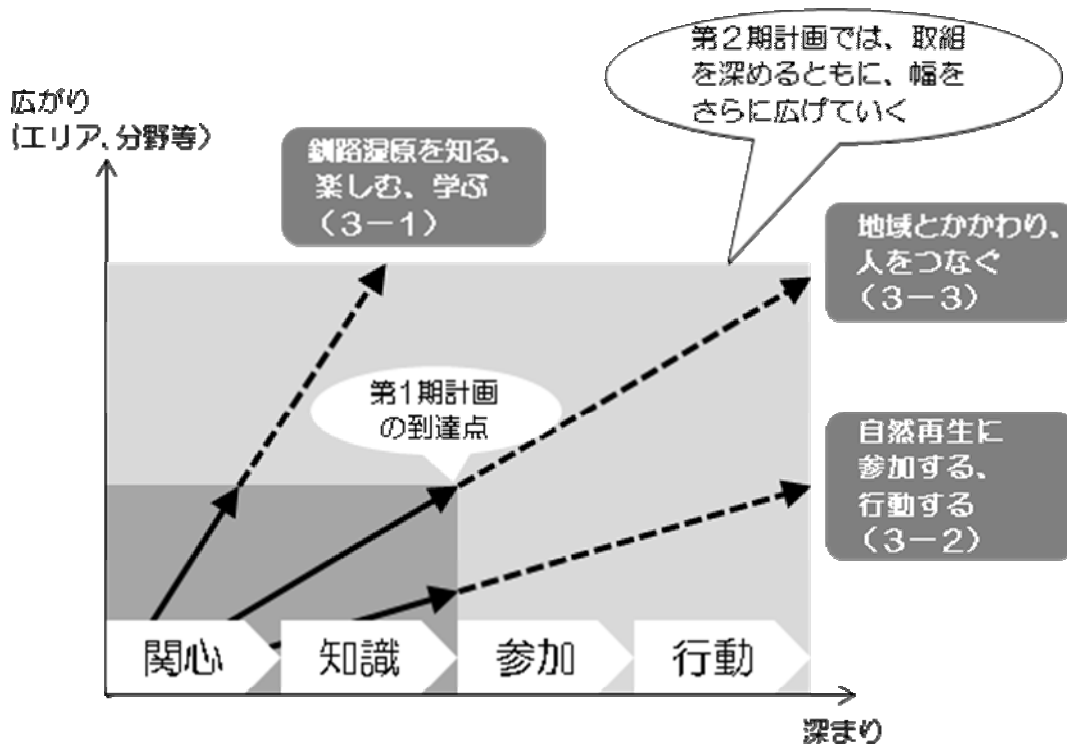 第2期計画では、取組
を深めるともに、幅を
さらに広げていく
広がり
(エリア、分野等)
釧路湿原を知る、
楽しむ、学ぶ
（3－1）
地域とかかわり、
人をつなぐ
（3－3）
第1期計画
の到達点
自然再生に
参加する、
行動する
（3－2）
関心
知識
参加
行動
深まり